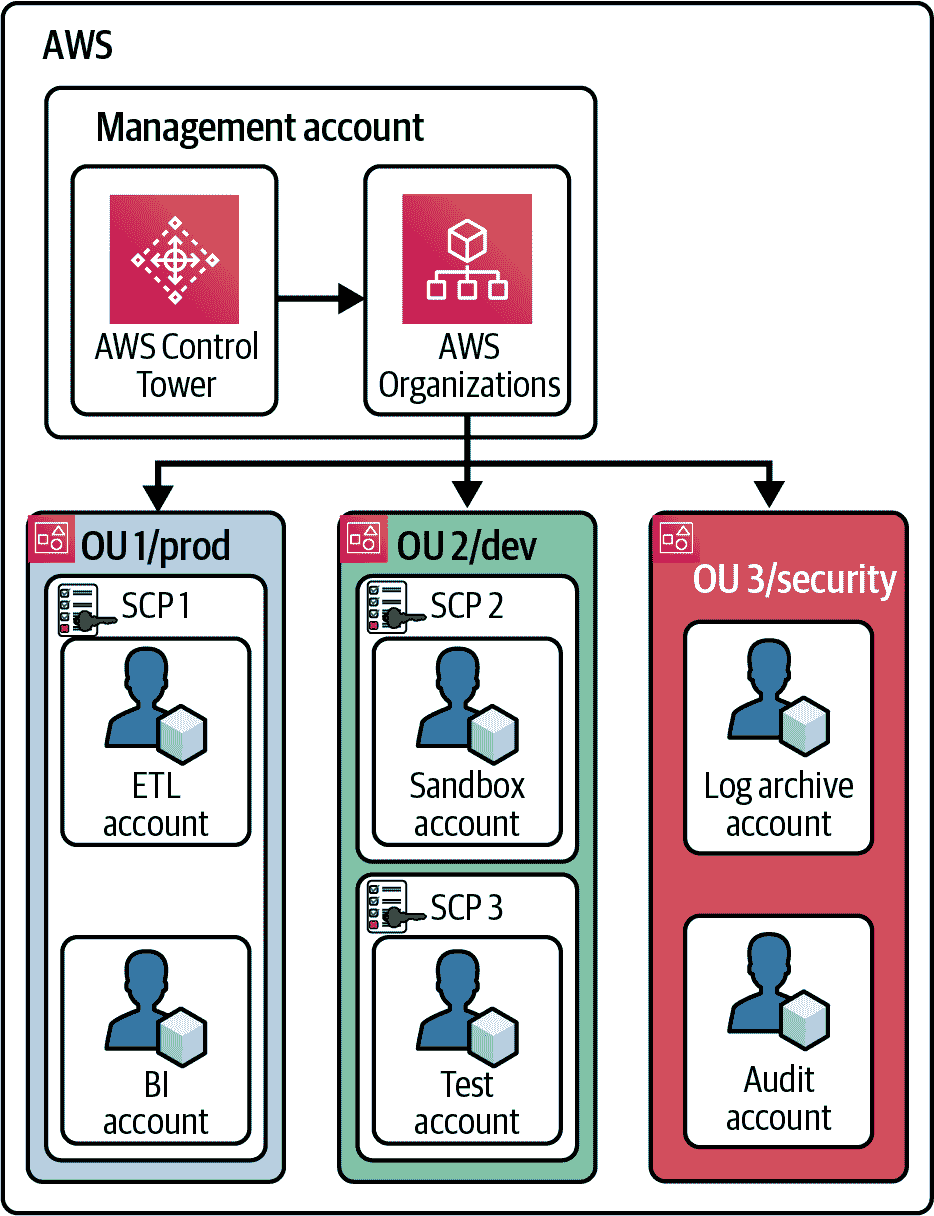 AWS
Management account
AWS Control
Tower
AWS
Organizations
OU 1/prod
SCP 1
ETL
account
BI
account
OU 2/dev
SCP 2
Sandbox
account
SCP 3
Test
account
OU 3/security
Log archive
account
Audit
account